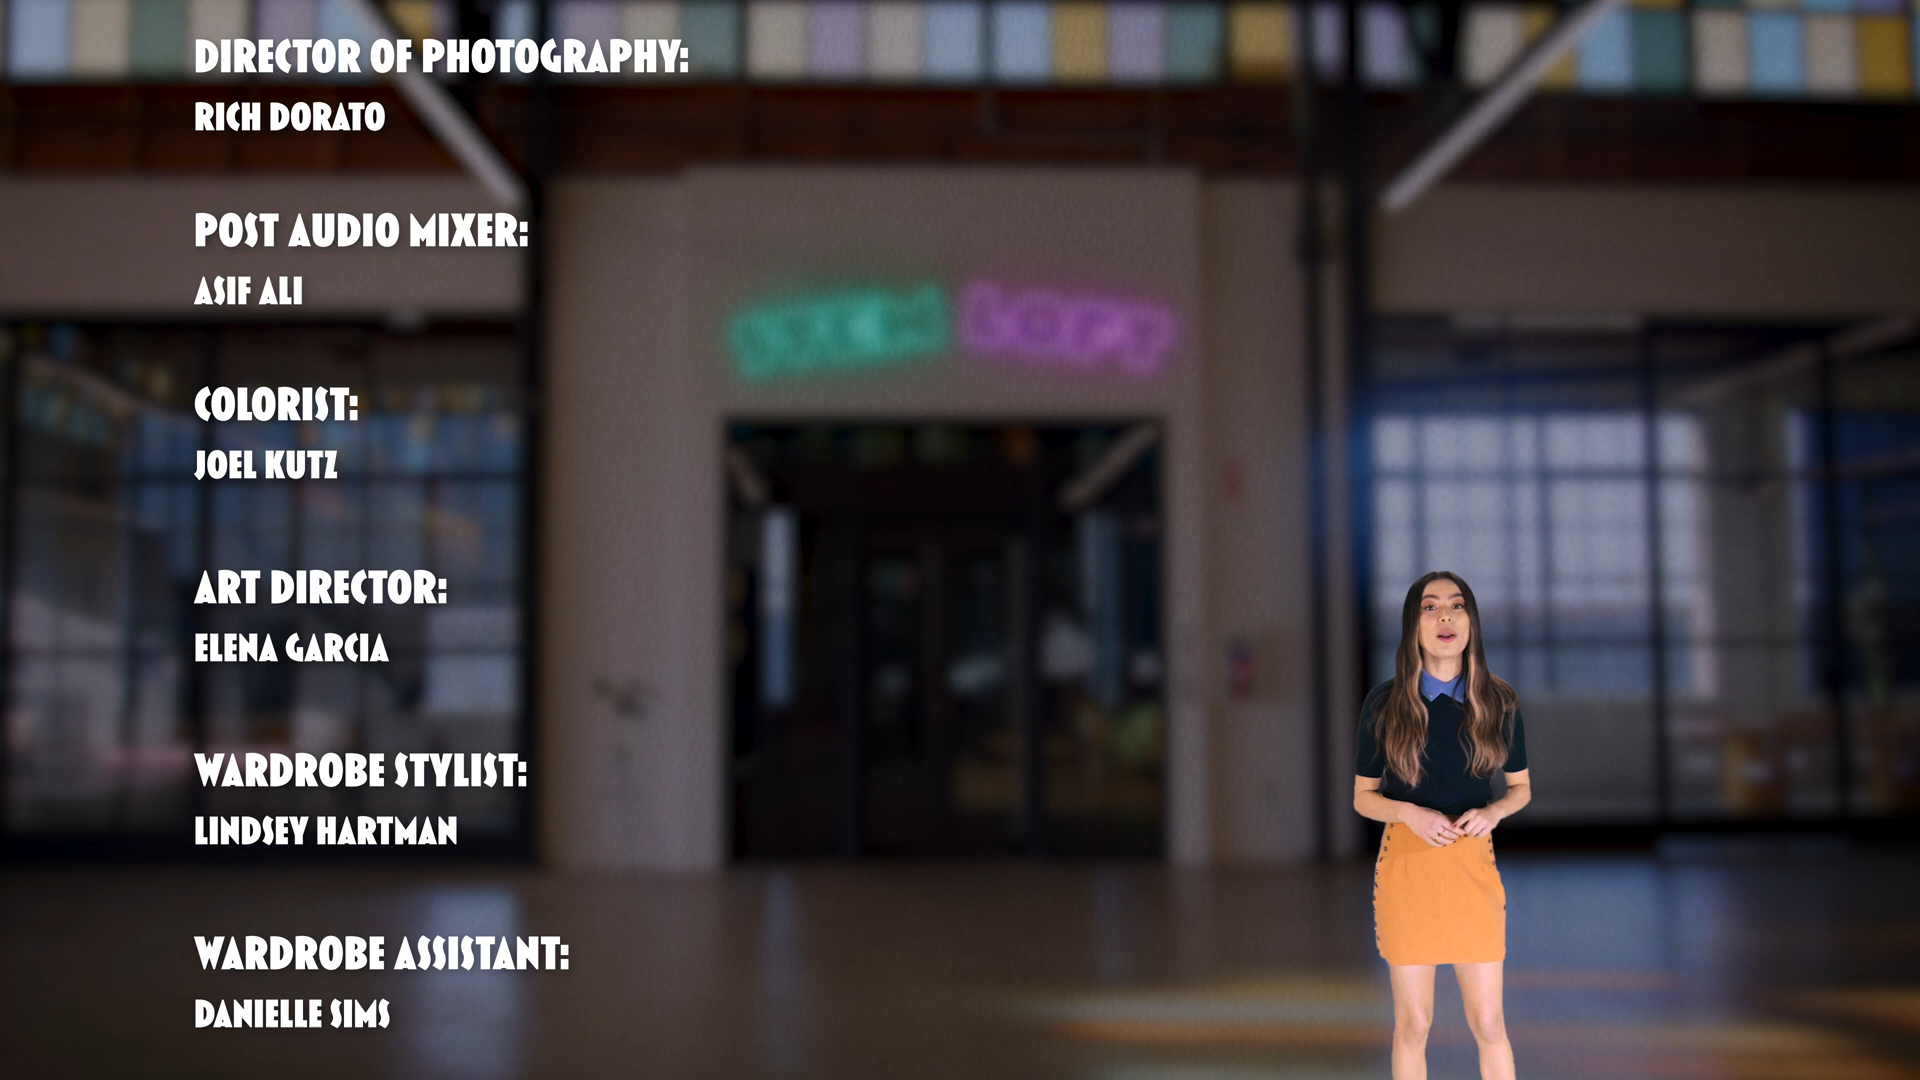 DIRECTOR OF PHOTOGRAPHY:
RICH DORATO
POST AUDIO MIXER:
ASIF ALI
COLORIST:
JOEL KUTZ
ART DIRECTOR:
ELENA GARCIA
WARDROBE STYLIST:
LINDSEY HARTMAN
WARDROBE ASSISTANT:
DANIELLE SIMS